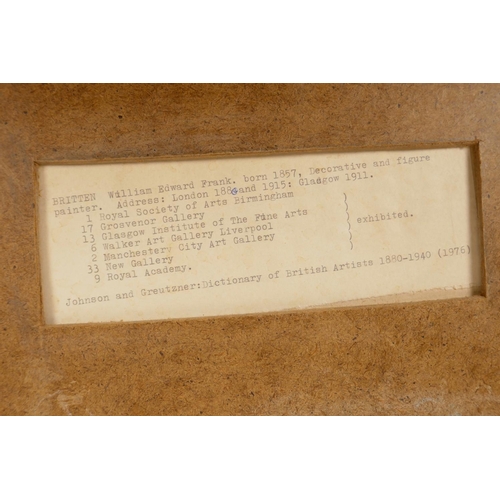 BRITTEN William Edward Frank. born 1857, Decorative and figure
painter. Address: London 1886 and 1915: Glasgow 1911.
1 Royal Society of Arts Birmingham
17 Grosvenor Gallery
13 Glasgow Institute of The Fine Arts
6 Walker Art Gallery Liverpool
2 Manchester City Art Gallery
33 New Gallery
9 Royal Academy.
exhibited.
Johnson and Greutzner:Dictionary of British Artists 1880-1940 (1976)